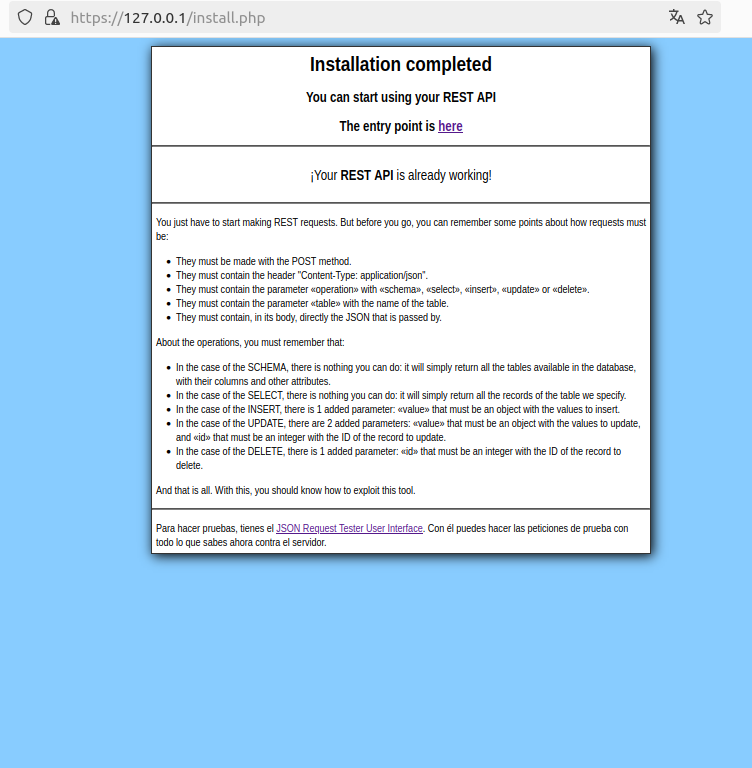 https://127.0.0.1/install.php
Installation completed
You can start using your REST API
The entry point is here
¡Your REST API is already working!
You just have to start making REST requests. But before you go, you can remember some points about how requests must
be:
• They must be made with the POST method.
• They must contain the header "Content-Type: application/json".
• They must contain the parameter «operation» with «schema», «select», «insert», «update» or «delete».
• They must contain the parameter «table» with the name of the table.
• They must contain, in its body, directly the JSON that is passed by.
About the operations, you must remember that:
• In the case of the SCHEMA, there is nothing you can do: it will simply return all the tables available in the database,
with their columns and other attributes.
• In the case of the SELECT, there is nothing you can do: it will simply return all the records of the table we specify.
• In the case of the INSERT, there is 1 added parameter: «value» that must be an object with the values to insert.
• In the case of the UPDATE, there are 2 added parameters: «value» that must be an object with the values to update,
and «id» that must be an integer with the ID of the record to update.
• In the case of the DELETE, there is 1 added parameter: «id» that must be an integer with the ID of the record to
delete.
And that is all. With this, you should know how to exploit this tool.
Para hacer pruebas, tienes el JSON Request Tester User Interface. Con él puedes hacer las peticiones de prueba con
todo lo que sabes ahora contra el servidor.